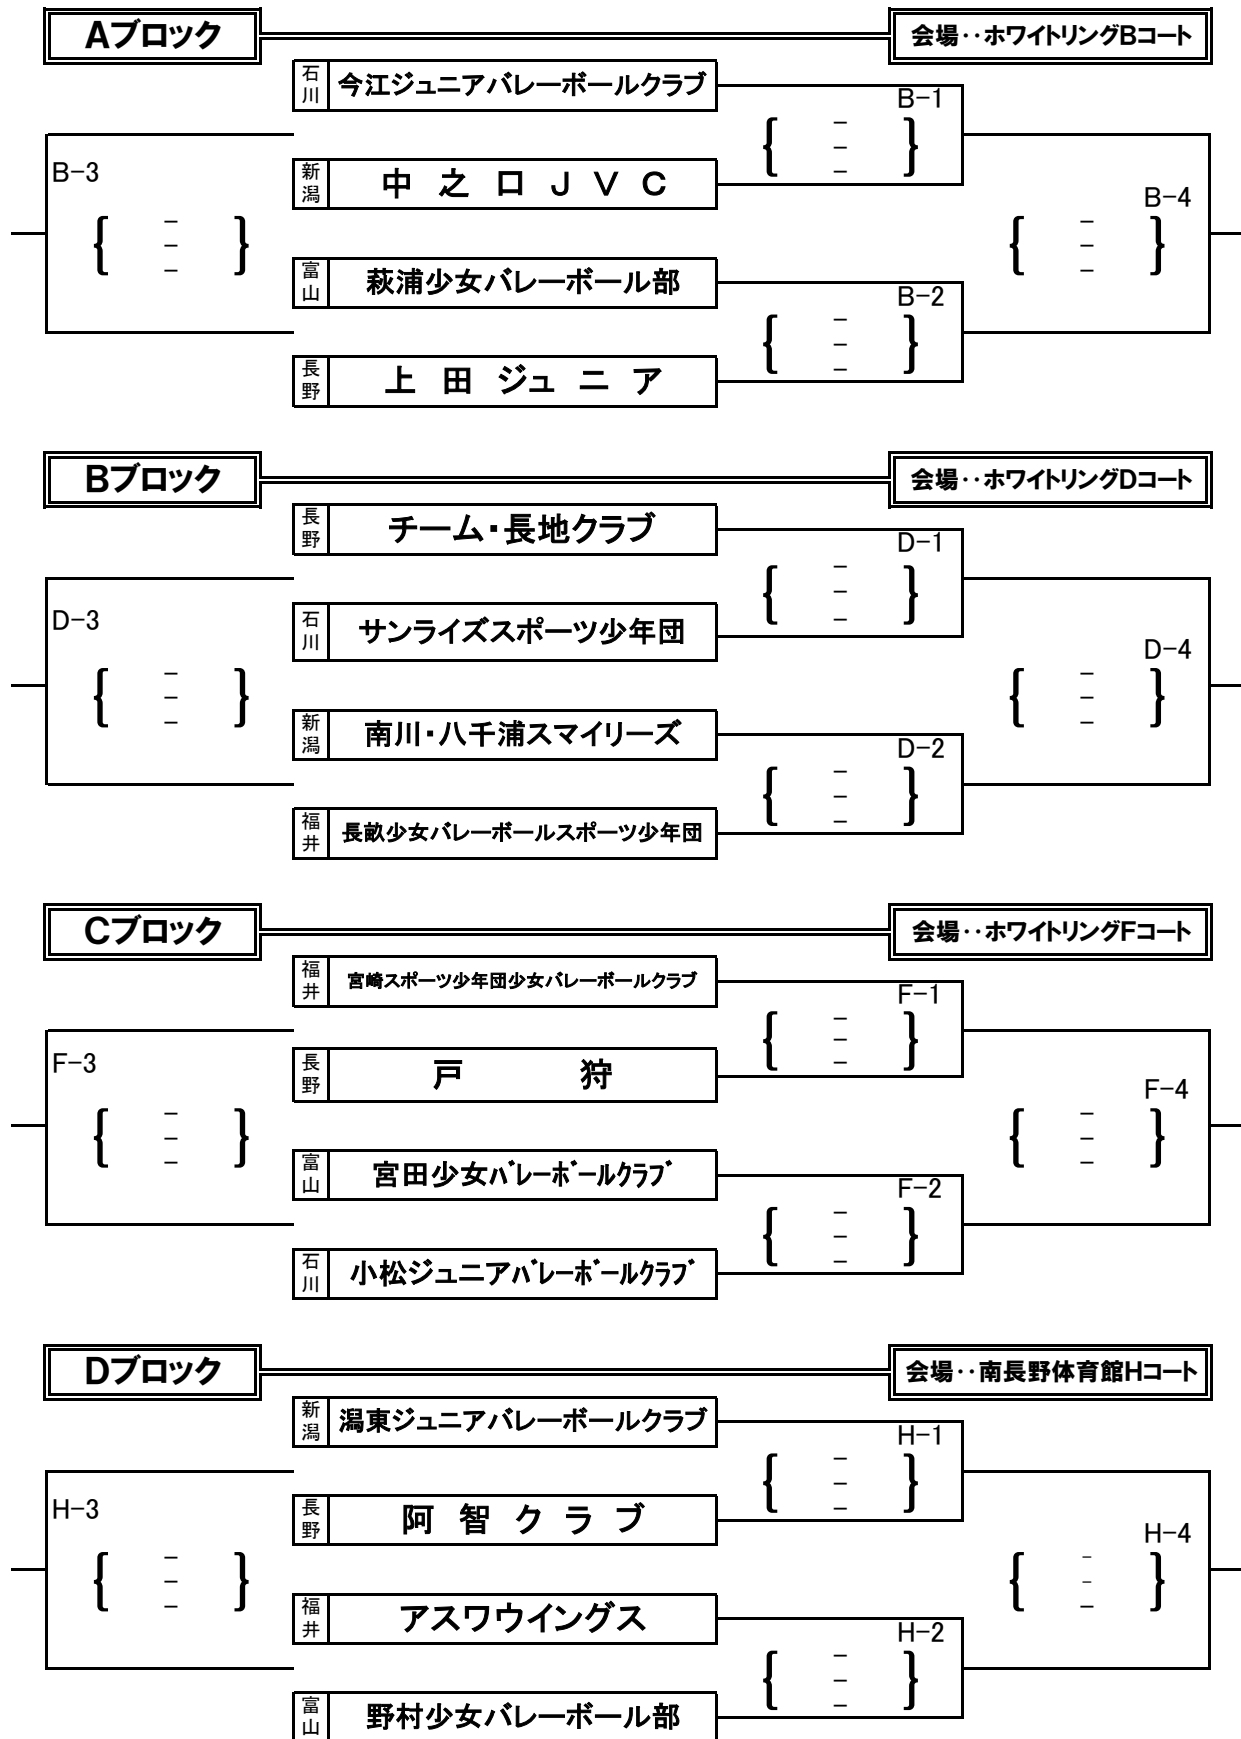 Aブロック
会場‥ホワイトリングBコート
石川 今江ジュニアバレーボールクラブ
B-1
{ - - - }
B-3
新潟 中之口JVC
B-4
{ - - - }
{ - - - }
富山 萩浦少女バレーボール部
B-2
{ - - - }
長野 上田ジュニア
Bブロック
会場‥ホワイトリングDコート
長野 チーム・長地クラブ
D-1
{ - - - }
D-3
石川 サンライズスポーツ少年団
D-4
{ - - - }
{ - - - }
新潟 南川・八千浦スマイリーズ
D-2
{ - - - }
福井 長畝少女バレーボールスポーツ少年団
Cブロック
会場‥ホワイトリングFコート
福井 宮崎スポーツ少年団少女バレーボールクラブ
F-1
{ - - - }
F-3
長野 戸狩
F-4
{ - - - }
{ - - - }
富山 宮田少女バレーボールクラブ
F-2
{ - - - }
石川 小松ジュニアバレーボールクラブ
Dブロック
会場‥南長野体育館Hコート
新潟 潟東ジュニアバレーボールクラブ
H-1
{ - - - }
H-3
長野 阿智クラブ
H-4
{ - - - }
{ - - - }
福井 アスワウイングス
H-2
{ - - - }
富山 野村少女バレーボール部